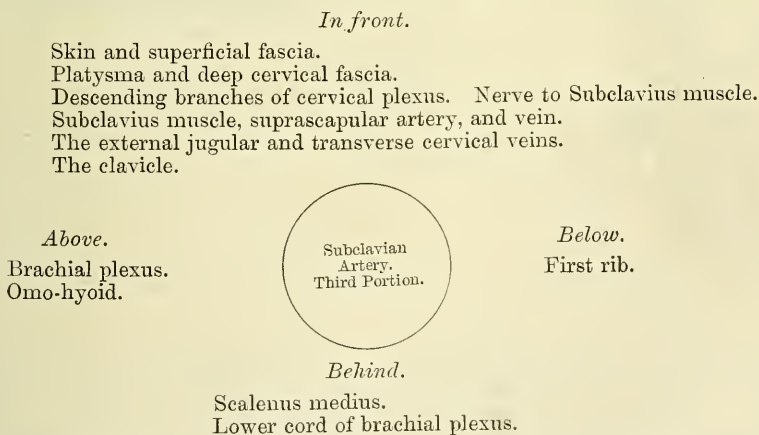 In front.
Skin and superficial fascia.
Platysma and deep cervical fascia.
Descending branches of cervical plexus. Nerve to Subclavius muscle.
Subclavius muscle, suprascapular artery, and vein.
The external jugular and transverse cervical veins.
The clavicle.
Above.
Brachial plexus.
Omo-hyoid.
Subclavian
Artery.
Third Portion.
Below.
First rib.
Behind.
Scalenus medius.
Lower cord of brachial plexus.